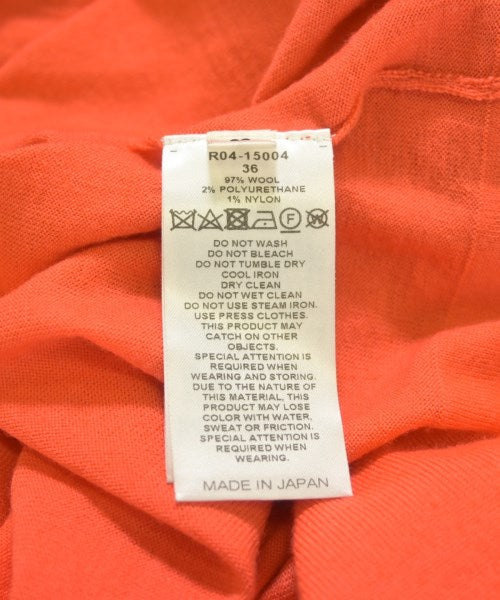 R04-15004
36
97% WOOL
2% POLYURETHANE
1% NYLON
DO NOT WASH
DO NOT BLEACH
DO NOT TUMBLE DRY
COOL IRON
DRY CLEAN
DO NOT WET CLEAN
DO NOT USE STEAM IRON.
USE PRESS CLOTHES.
THIS PRODUCT MAY
CATCH ON OTHER
OBJECTS.
SPECIAL ATTENTION IS
REQUIRED WHEN
WEARING AND STORING.
DUE TO THE NATURE OF
THIS MATERIAL, THIS
PRODUCT MAY LOSE
COLOR WITH WATER,
SWEAT OR FRICTION.
SPECIAL ATTENTION IS
REQUIRED WHEN
WEARING.
MADE IN JAPAN